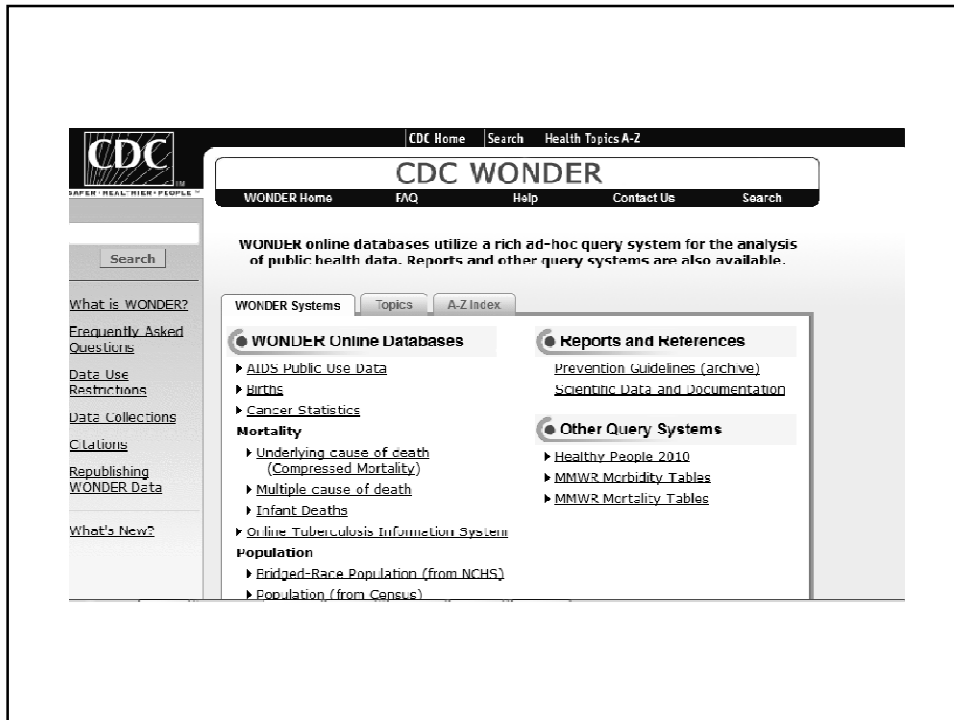 CDC Home Search Health Topics A-Z
CDC
TM
SAFER • HEALTHIER • PEOPLE™
CDC WONDER
WONDER Home FAQ Help Contact Us Search
Search
What is WONDER?
Frequently Asked
Questions
Data Use
Restrictions
Data Collections
Citations
Republishing
WONDER Data
What's New?
WONDER online databases utilize a rich ad-hoc query system for the analysis
of public health data. Reports and other query systems are also available.
WONDER Systems Topics A-Z Index
WONDER Online Databases
AIDS Public Use Data
Births
Cancer Statistics
Mortality
Underlying cause of death
(Compressed Mortality)
Multiple cause of death
Infant Deaths
Online Tuberculosis Information System
Population
Bridged-Race Population (from NCHS)
Population (from Census)
Reports and References
Prevention Guidelines (archive)
Scientific Data and Documentation
Other Query Systems
Healthy People 2010
MMWR Morbidity Tables
MMWR Mortality Tables